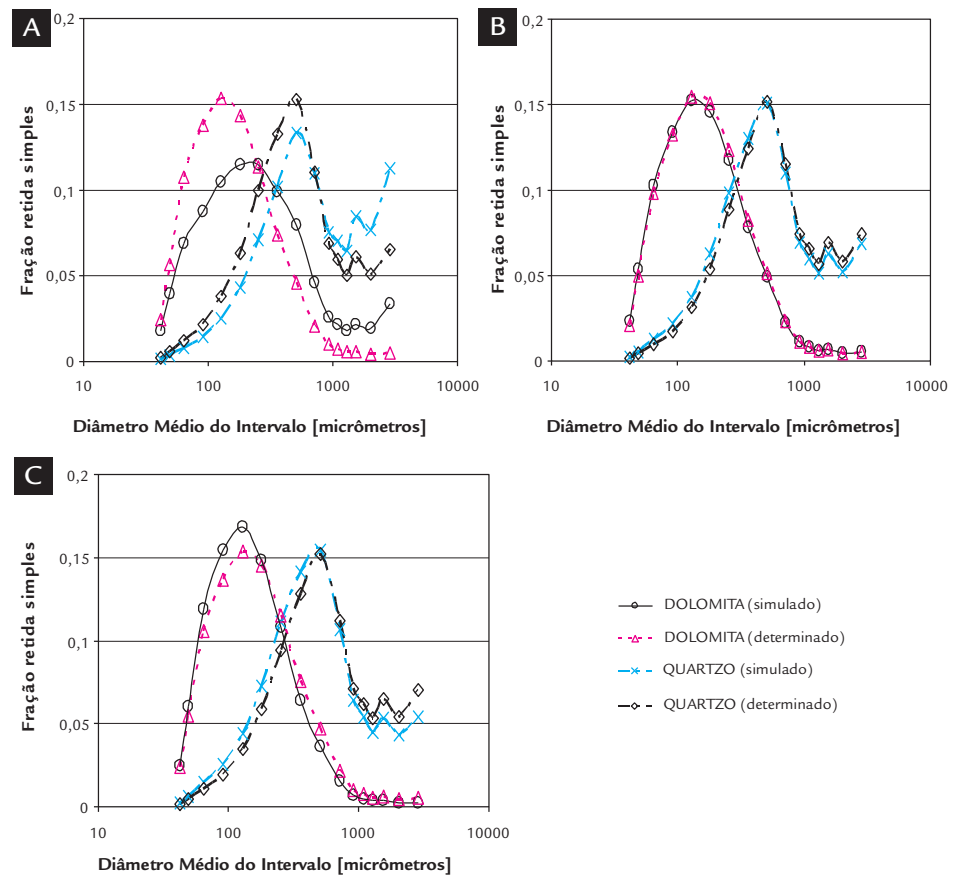 A
0,2
0,15
0,1
0,05
0
10
100
1000
10000
Fração retida simples
Diâmetro Médio do Intervalo [micrômetros]
B
0,2
0,15
0,1
0,05
0
10
100
1000
10000
Fração retida simples
Diâmetro Médio do Intervalo [micrômetros]
C
0,2
0,15
0,1
0,05
0
10
100
1000
10000
Fração retida simples
Diâmetro Médio do Intervalo [micrômetros]
DOLOMITA (simulado)
DOLOMITA (determinado)
QUARTZO (simulado)
QUARTZO (determinado)